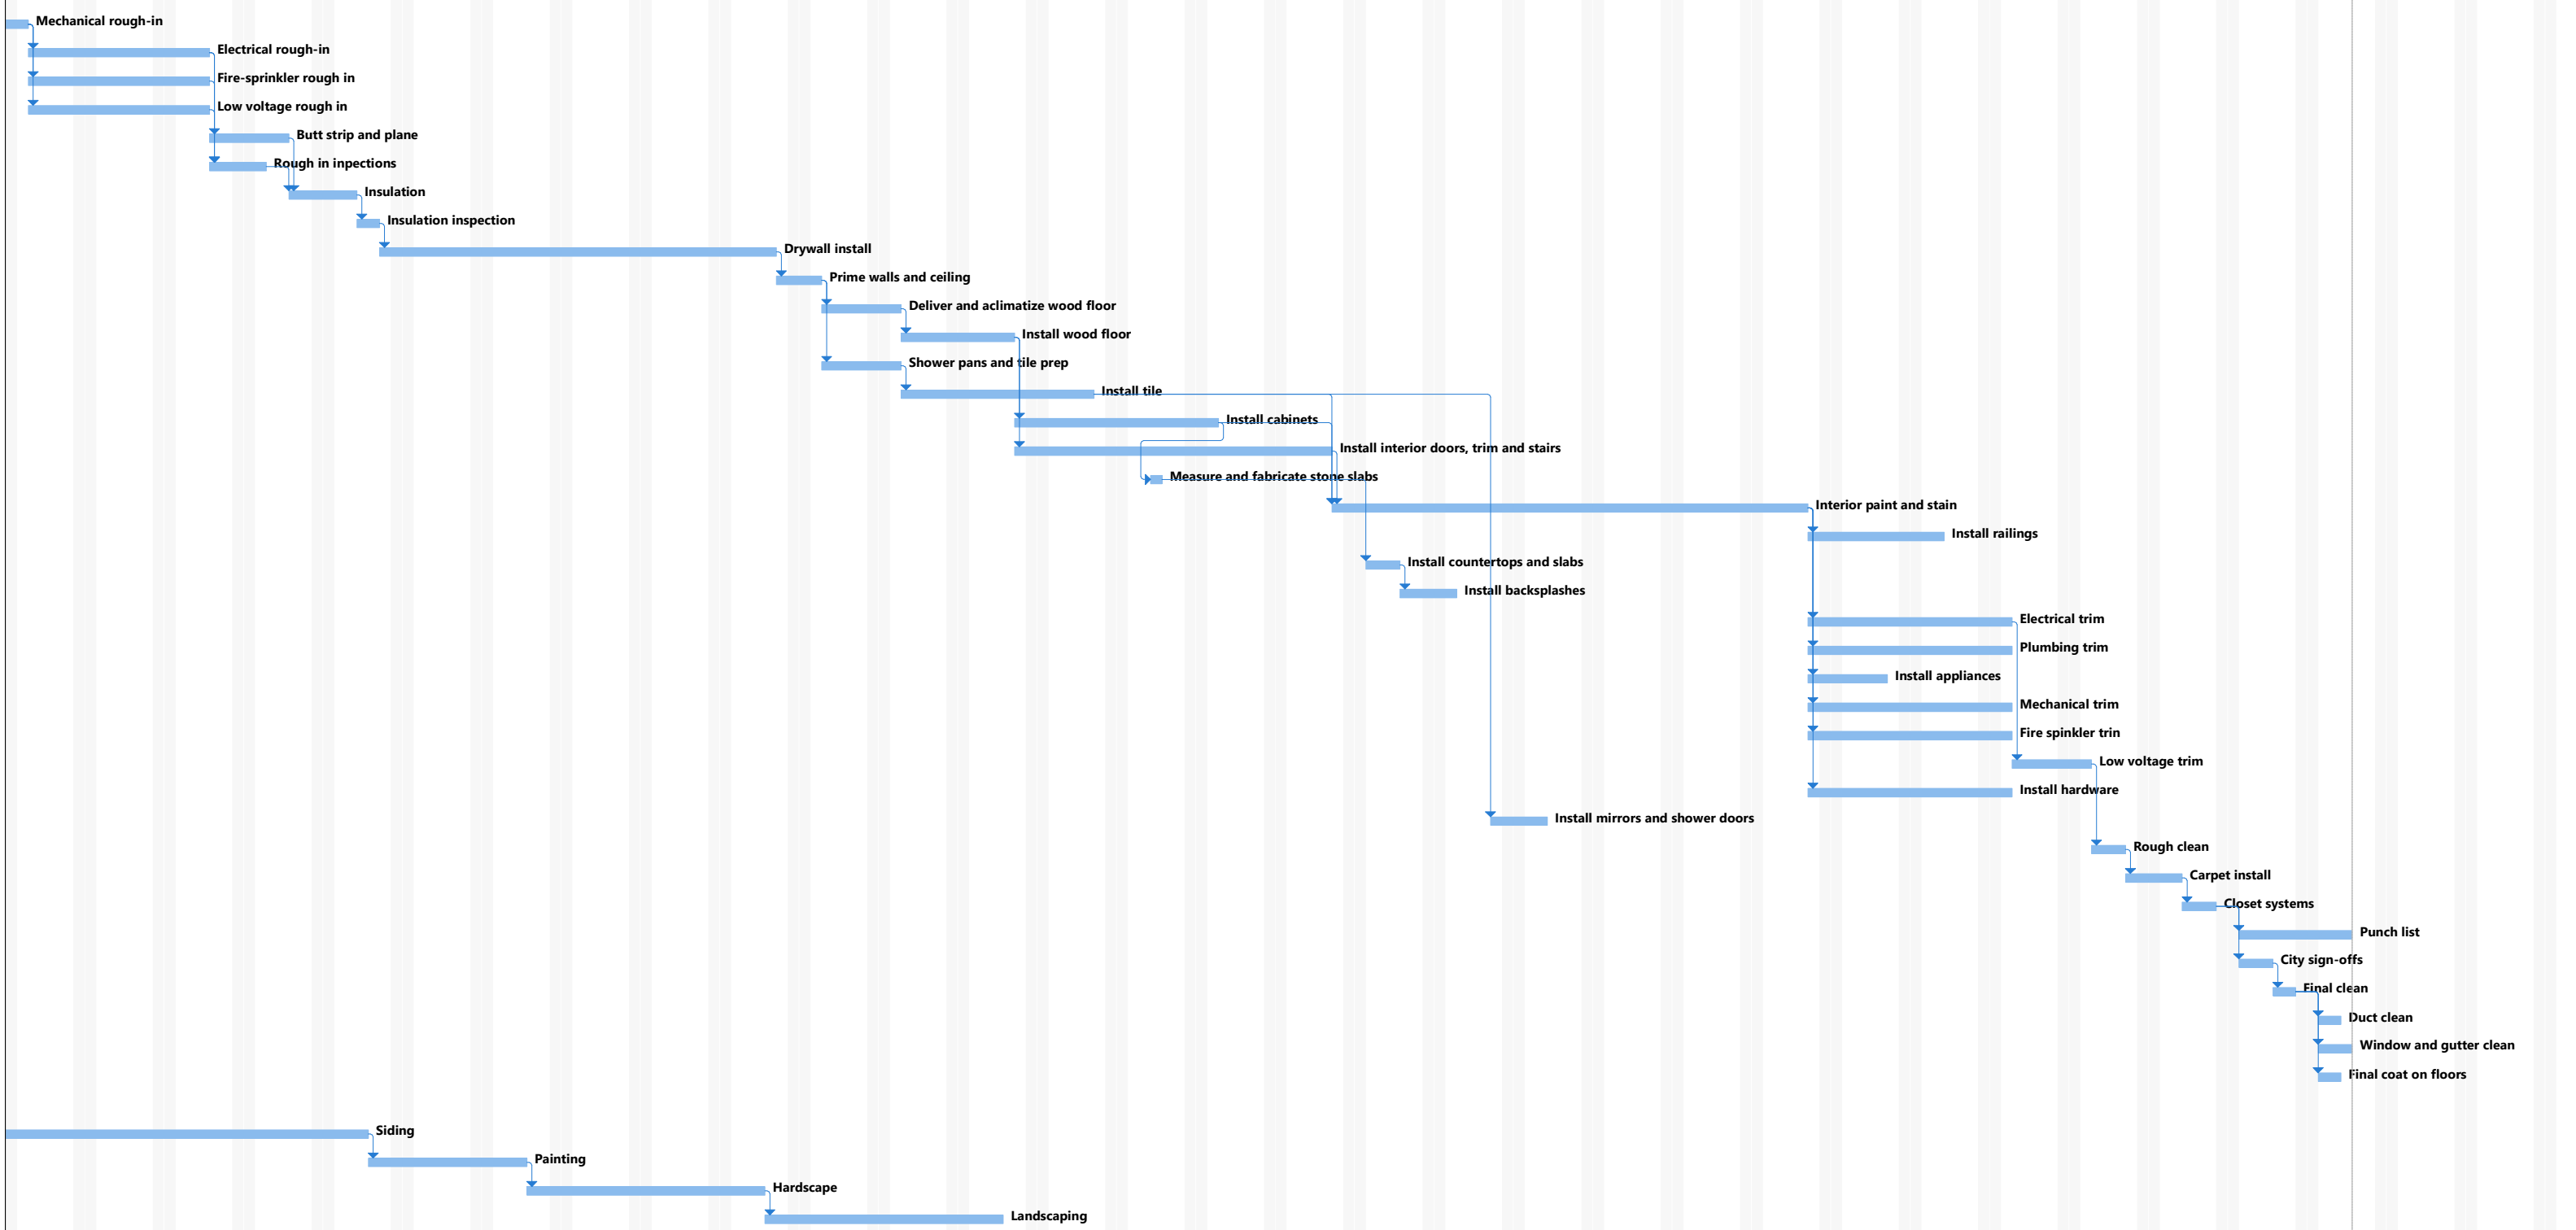 Mechanical rough-in
Electrical rough-in
Fire-sprinkler rough in
Low voltage rough in
Butt strip and plane
Rough in inpections
Insulation
Insulation inspection
Drywall install
Prime walls and ceiling
Deliver and aclimatize wood floor
Install wood floor
Shower pans and tile prep
Install tile
Install cabinets
Install interior doors, trim and stairs
Measure and fabricate stone slabs
Interior paint and stain
Install railings
Install countertops and slabs
Install backsplashes
Electrical trim
Plumbing trim
Install appliances
Mechanical trim
Fire spinkler trin
Low voltage trim
Install hardware
Install mirrors and shower doors
Rough clean
Carpet install
Closet systems
Punch list
City sign-offs
Final clean
Duct clean
Window and gutter clean
Final coat on floors
Siding
Painting
Hardscape
Landscaping